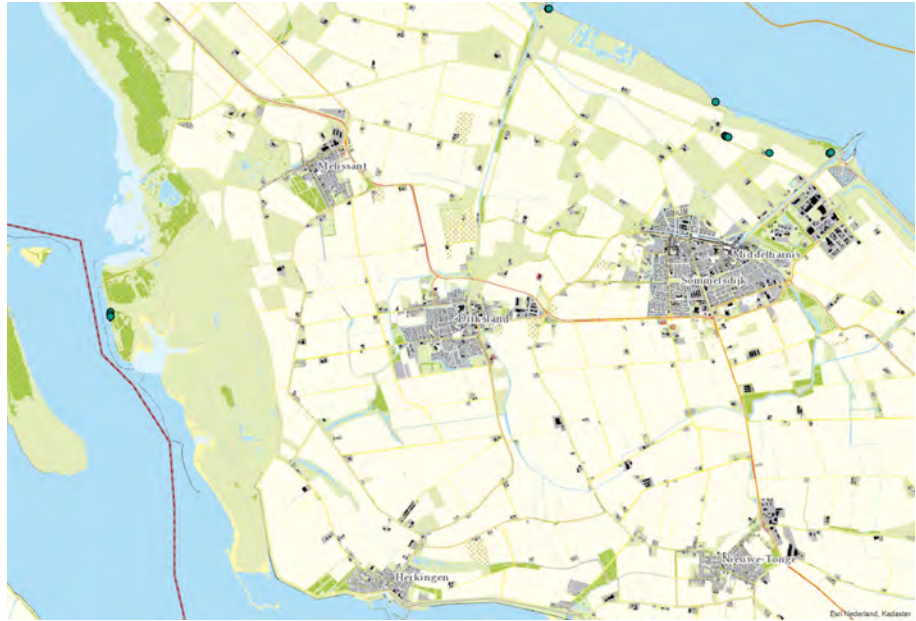 Melissant
Middelharnis
Sommelsdijk
Dirksland
Nieuwe-Tonge
Herkingen
Esri Nederland, Kadaster